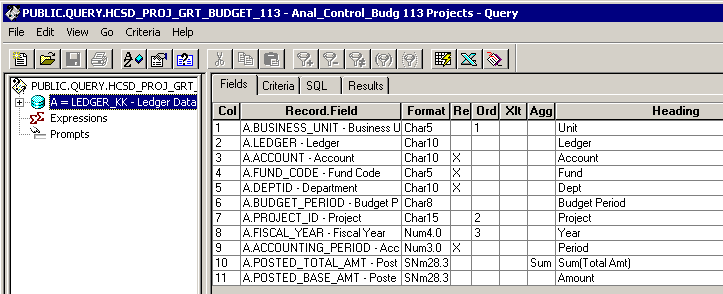 PUBLIC.QUERY.HCSD_PROJ_GRT_BUDGET_113 - Anal_Control_Budg 113 Projects - Query
File Edit View Go Criteria Help
PUBLIC.QUERY.HCSD_PROJ_GRT_
A = LEDGER_KK - Ledger Data
Expressions
Prompts
Fields Criteria SQL Results
Col Record.Field Format Re Ord Xlt Agg Heading
1 A.BUSINESS_UNIT - Business U Char5 1 Unit
2 A.LEDGER - Ledger Char10 Ledger
3 A.ACCOUNT - Account Char10 X Account
4 A.FUND_CODE - Fund Code Char5 X Fund
5 A.DEPTID - Department Char10 X Dept
6 A.BUDGET_PERIOD - Budget P Char8 Budget Period
7 A.PROJECT_ID - Project Char15 2 Project
8 A.FISCAL_YEAR - Fiscal Year Num4.0 3 Year
9 A.ACCOUNTING_PERIOD - Acc Num3.0 X Period
10 A.POSTED_TOTAL_AMT - Post SNm28.3 Sum Sum(Total Amt)
11 A.POSTED_BASE_AMT - Poste SNm28.3 Amount